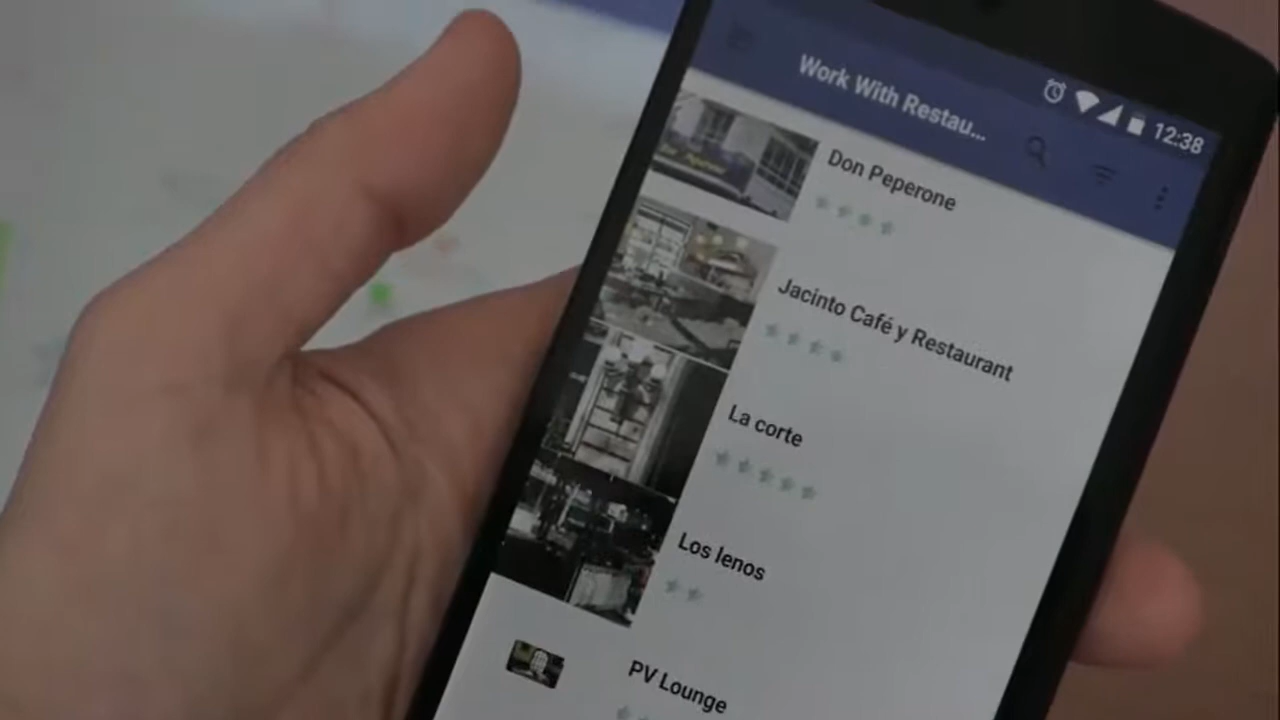 12:38
Work With Restau...
Don Peperone
Jacinto Café y Restaurant
La corte
Los lenos
PV Lounge